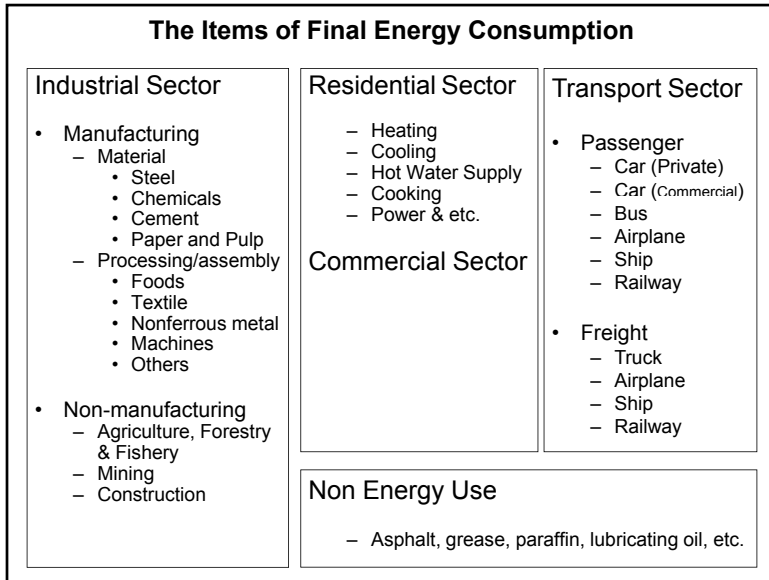 The Items of Final Energy Consumption
Industrial Sector
• Manufacturing
– Material
• Steel
• Chemicals
• Cement
• Paper and Pulp
– Processing/assembly
• Foods
• Textile
• Nonferrous metal
• Machines
• Others
• Non-manufacturing
– Agriculture, Forestry
& Fishery
– Mining
– Construction
Residential Sector
– Heating
– Cooling
– Hot Water Supply
– Cooking
– Power & etc.
Commercial Sector
Transport Sector
• Passenger
– Car (Private)
– Car (Commercial)
– Bus
– Airplane
– Ship
– Railway
• Freight
– Truck
– Airplane
– Ship
– Railway
Non Energy Use
– Asphalt, grease, paraffin, lubricating oil, etc.